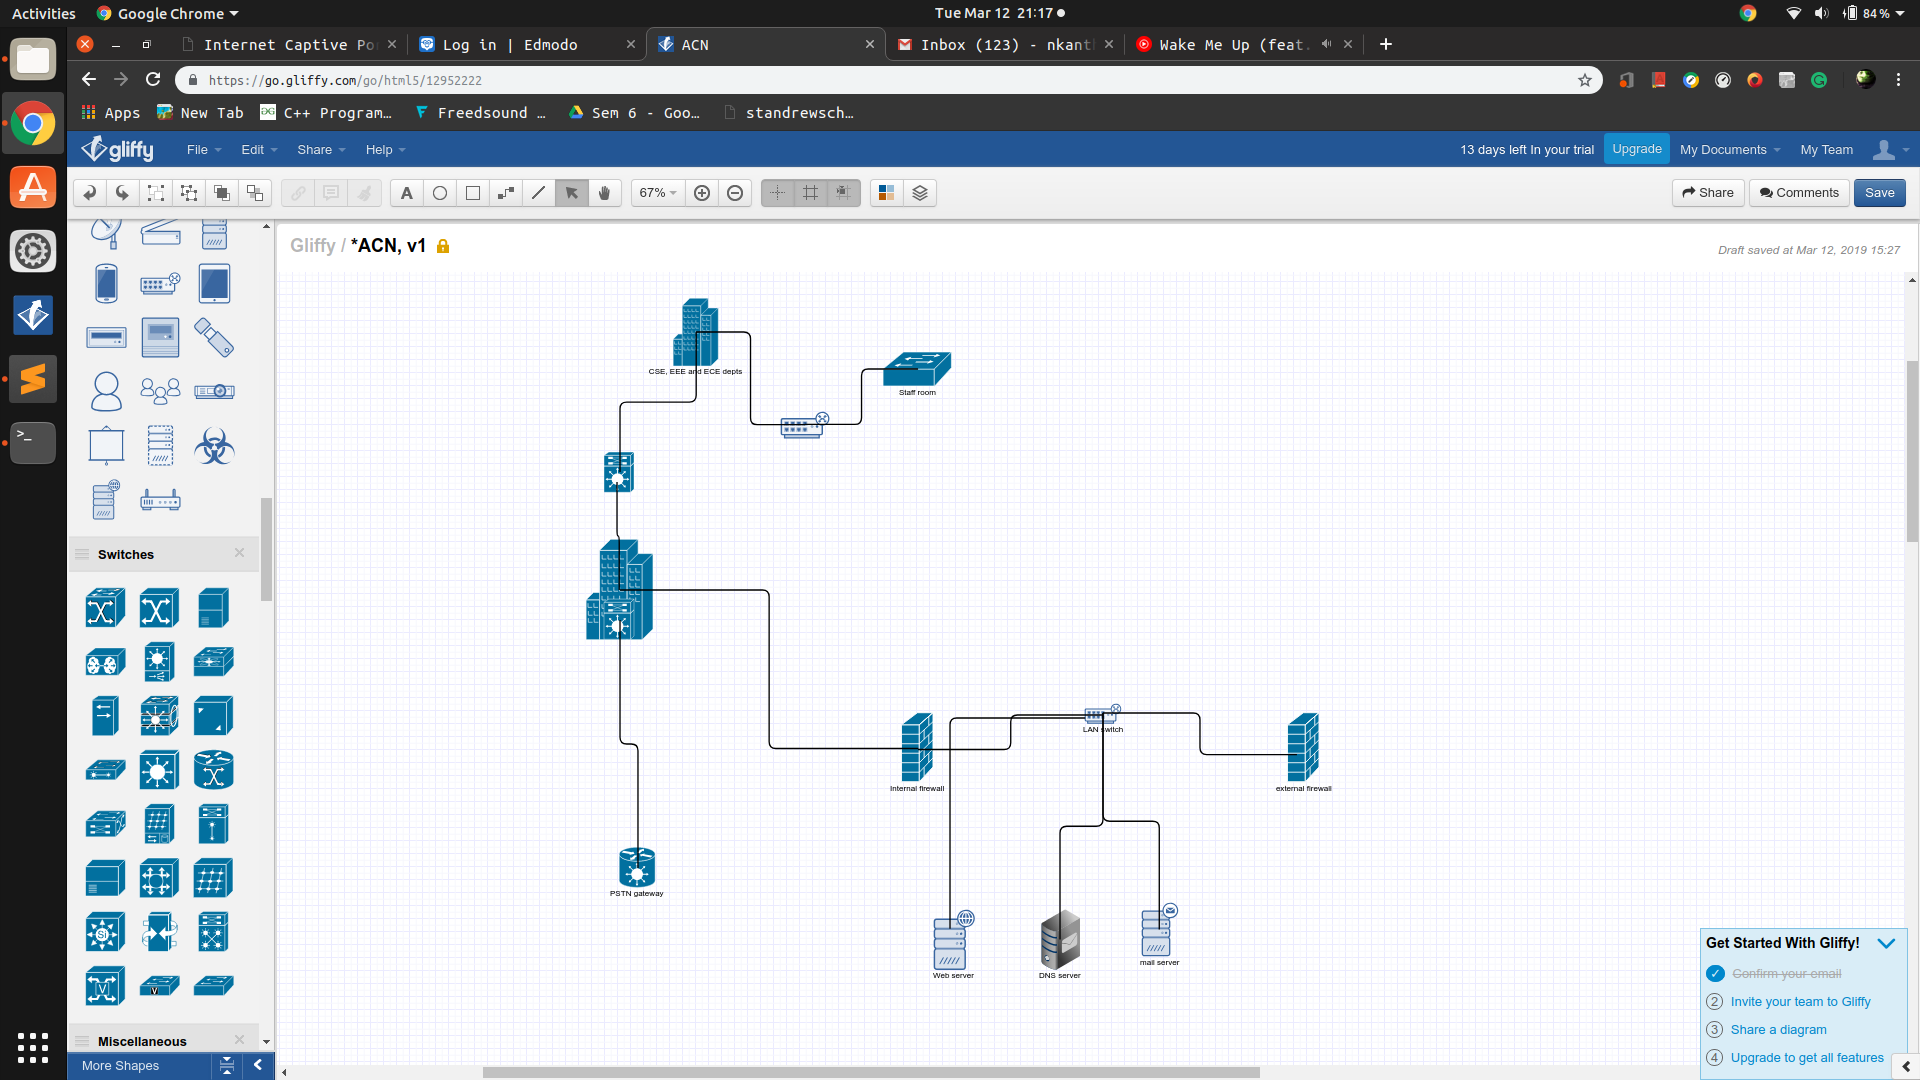 Activities Google Chrome Tue Mar 12 21:17 84 %
Internet Captive Po Log in | Edmodo ACN Inbox (123) - nkant Wake Me Up (feat.
https://go.gliffy.com/go/html5/12952222
Apps New Tab C++ Program… Freedsound … Sem 6 - Goo… standrewsch…
gliffy File Edit Share Help 13 days left In your trial Upgrade My Documents My Team
A 67% Share Comments Save
Gliffy / *ACN, v1
Draft saved at Mar 12, 2019 15:27
CSE, EEE and ECE depts
Staff room
Switches
LAN switch
Internal firewall
external firewall
PSTN gateway
mail server
Web server
DNS server
Get Started With Gliffy!
Confirm your email
2 Invite your team to Gliffy
3 Share a diagram
4 Upgrade to get all features
Miscellaneous
More Shapes